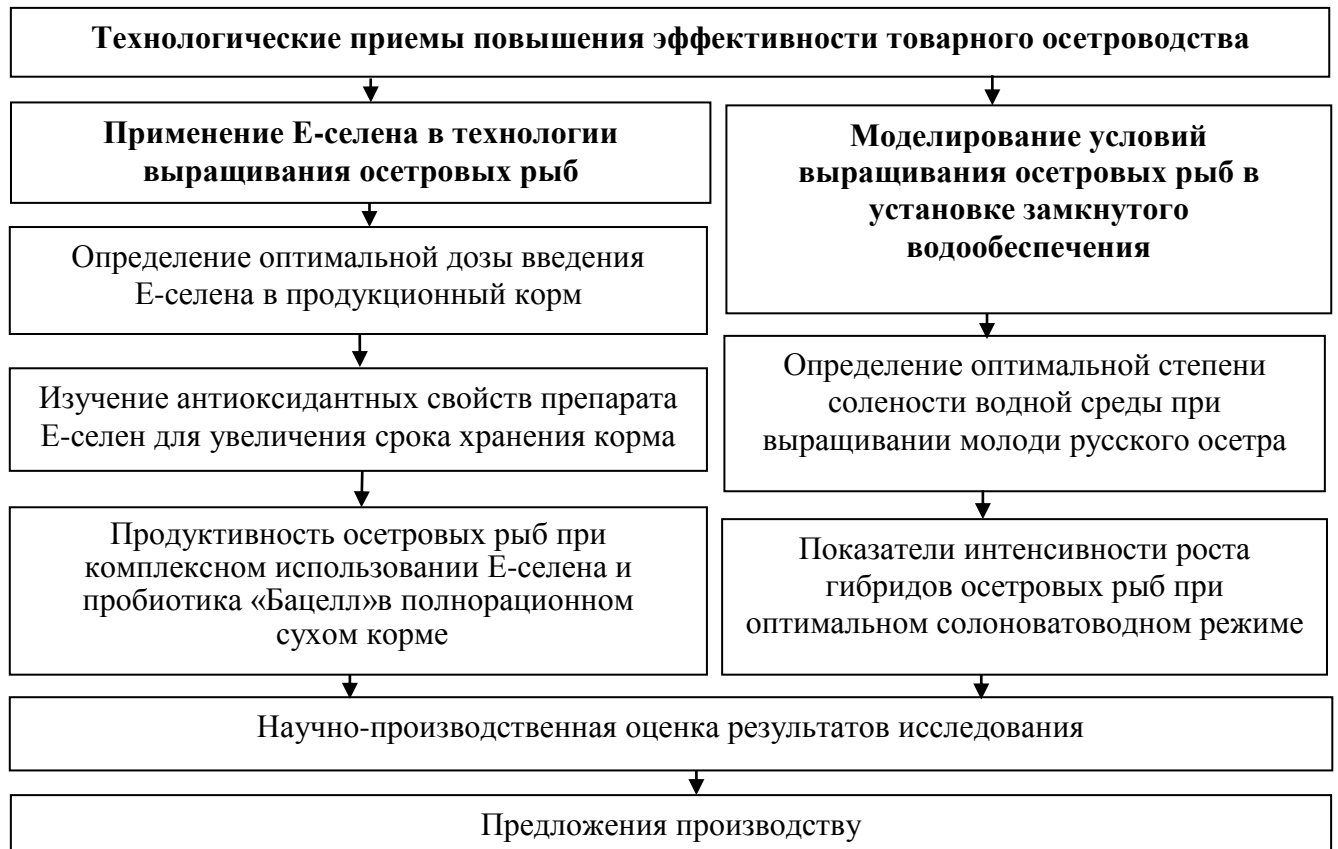 Технологические приемы повышения эффективности товарного осетроводства
Применение Е-селена в технологии
выращивания осетровых рыб
Определение оптимальной дозы введения
Е-селена в продукционный корм
Изучение антиоксидантных свойств препарата
Е-селен для увеличения срока хранения корма
Продуктивность осетровых рыб при
комплексном использовании Е-селена и
пробиотика «Бацелл»в полнорационном
сухом корме
Моделирование условий
выращивания осетровых рыб в
установке замкнутого
водообеспечения
Определение оптимальной степени
солености водной среды при
выращивании молоди русского осетра
Показатели интенсивности роста
гибридов осетровых рыб при
оптимальном солоноватоводном режиме
Научно-производственная оценка результатов исследования
Предложения производству